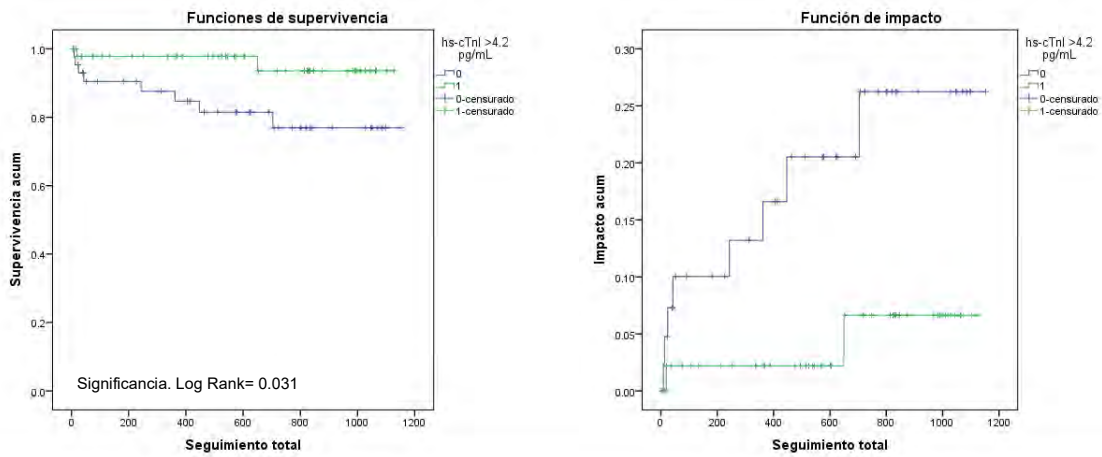 Funciones de supervivencia
hs-cTnI >4.2
pg/mL
0
1
0-censurado
1-censurado
1.0
0.8
0.6
0.4
0.2
0.0
Supervivencia acum
Significancia. Log Rank= 0.031
0 200 400 600 800 1000 1200
Seguimiento total
Función de impacto
hs-cTnI >4.2
pg/mL
0
1
0-censurado
1-censurado
0.30
0.25
0.20
0.15
0.10
0.05
0.00
Impacto acum
0 200 400 600 800 1000 1200
Seguimiento total